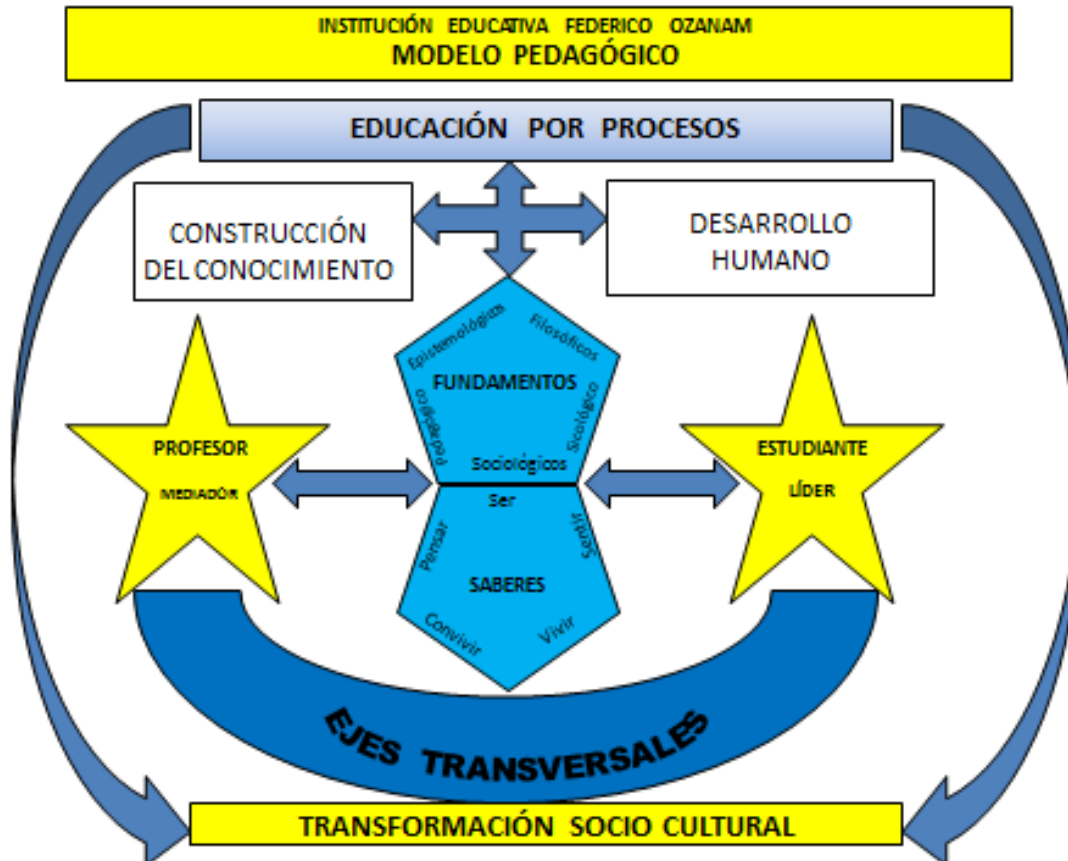 INSTITUCIÓN EDUCATIVA FEDERICO OZANAM
MODELO PEDAGÓGICO
EDUCACIÓN POR PROCESOS
CONSTRUCCIÓN
DEL CONOCIMIENTO
DESARROLLO
HUMANO
Epistemológico
Filosóficos
FUNDAMENTOS
Pedagógico
Sicológico
Sociológicos
PROFESOR
MEDIADOR
ESTUDIANTE
LÍDER
Ser
Pensar
Sentir
SABERES
Convivir
Vivir
EJES TRANSVERSALES
TRANSFORMACIÓN SOCIO CULTURAL